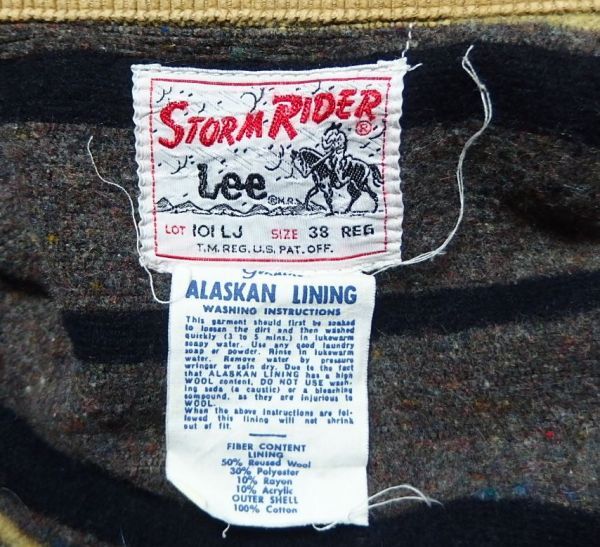 STORM RIDER ®
Lee ® M.R.
LOT 101 LJ SIZE 38 REG
T.M. REG. U.S. PAT. OFF.
Genuine
ALASKAN LINING
WASHING INSTRUCTIONS
This garment should first be soaked
to loosen the dirt and then washed
quickly (3 to 5 mins.) in lukewarm
soapy water. Use any good laundry
soap or powder. Rinse in lukewarm
water. Remove water by pressure
wringer or spin dry. Due to the fact
that ALASKAN LINING has a high
WOOL content, DO NOT USE wash-
ing soda (a caustic) or a bleaching
compound, as they are injurious to
WOOL.
When the above instructions are fol-
lowed this lining will not shrink
out of fit.
FIBER CONTENT
LINING
50% Reused Wool
30% Polyester
10% Rayon
10% Acrylic
OUTER SHELL
100% Cotton